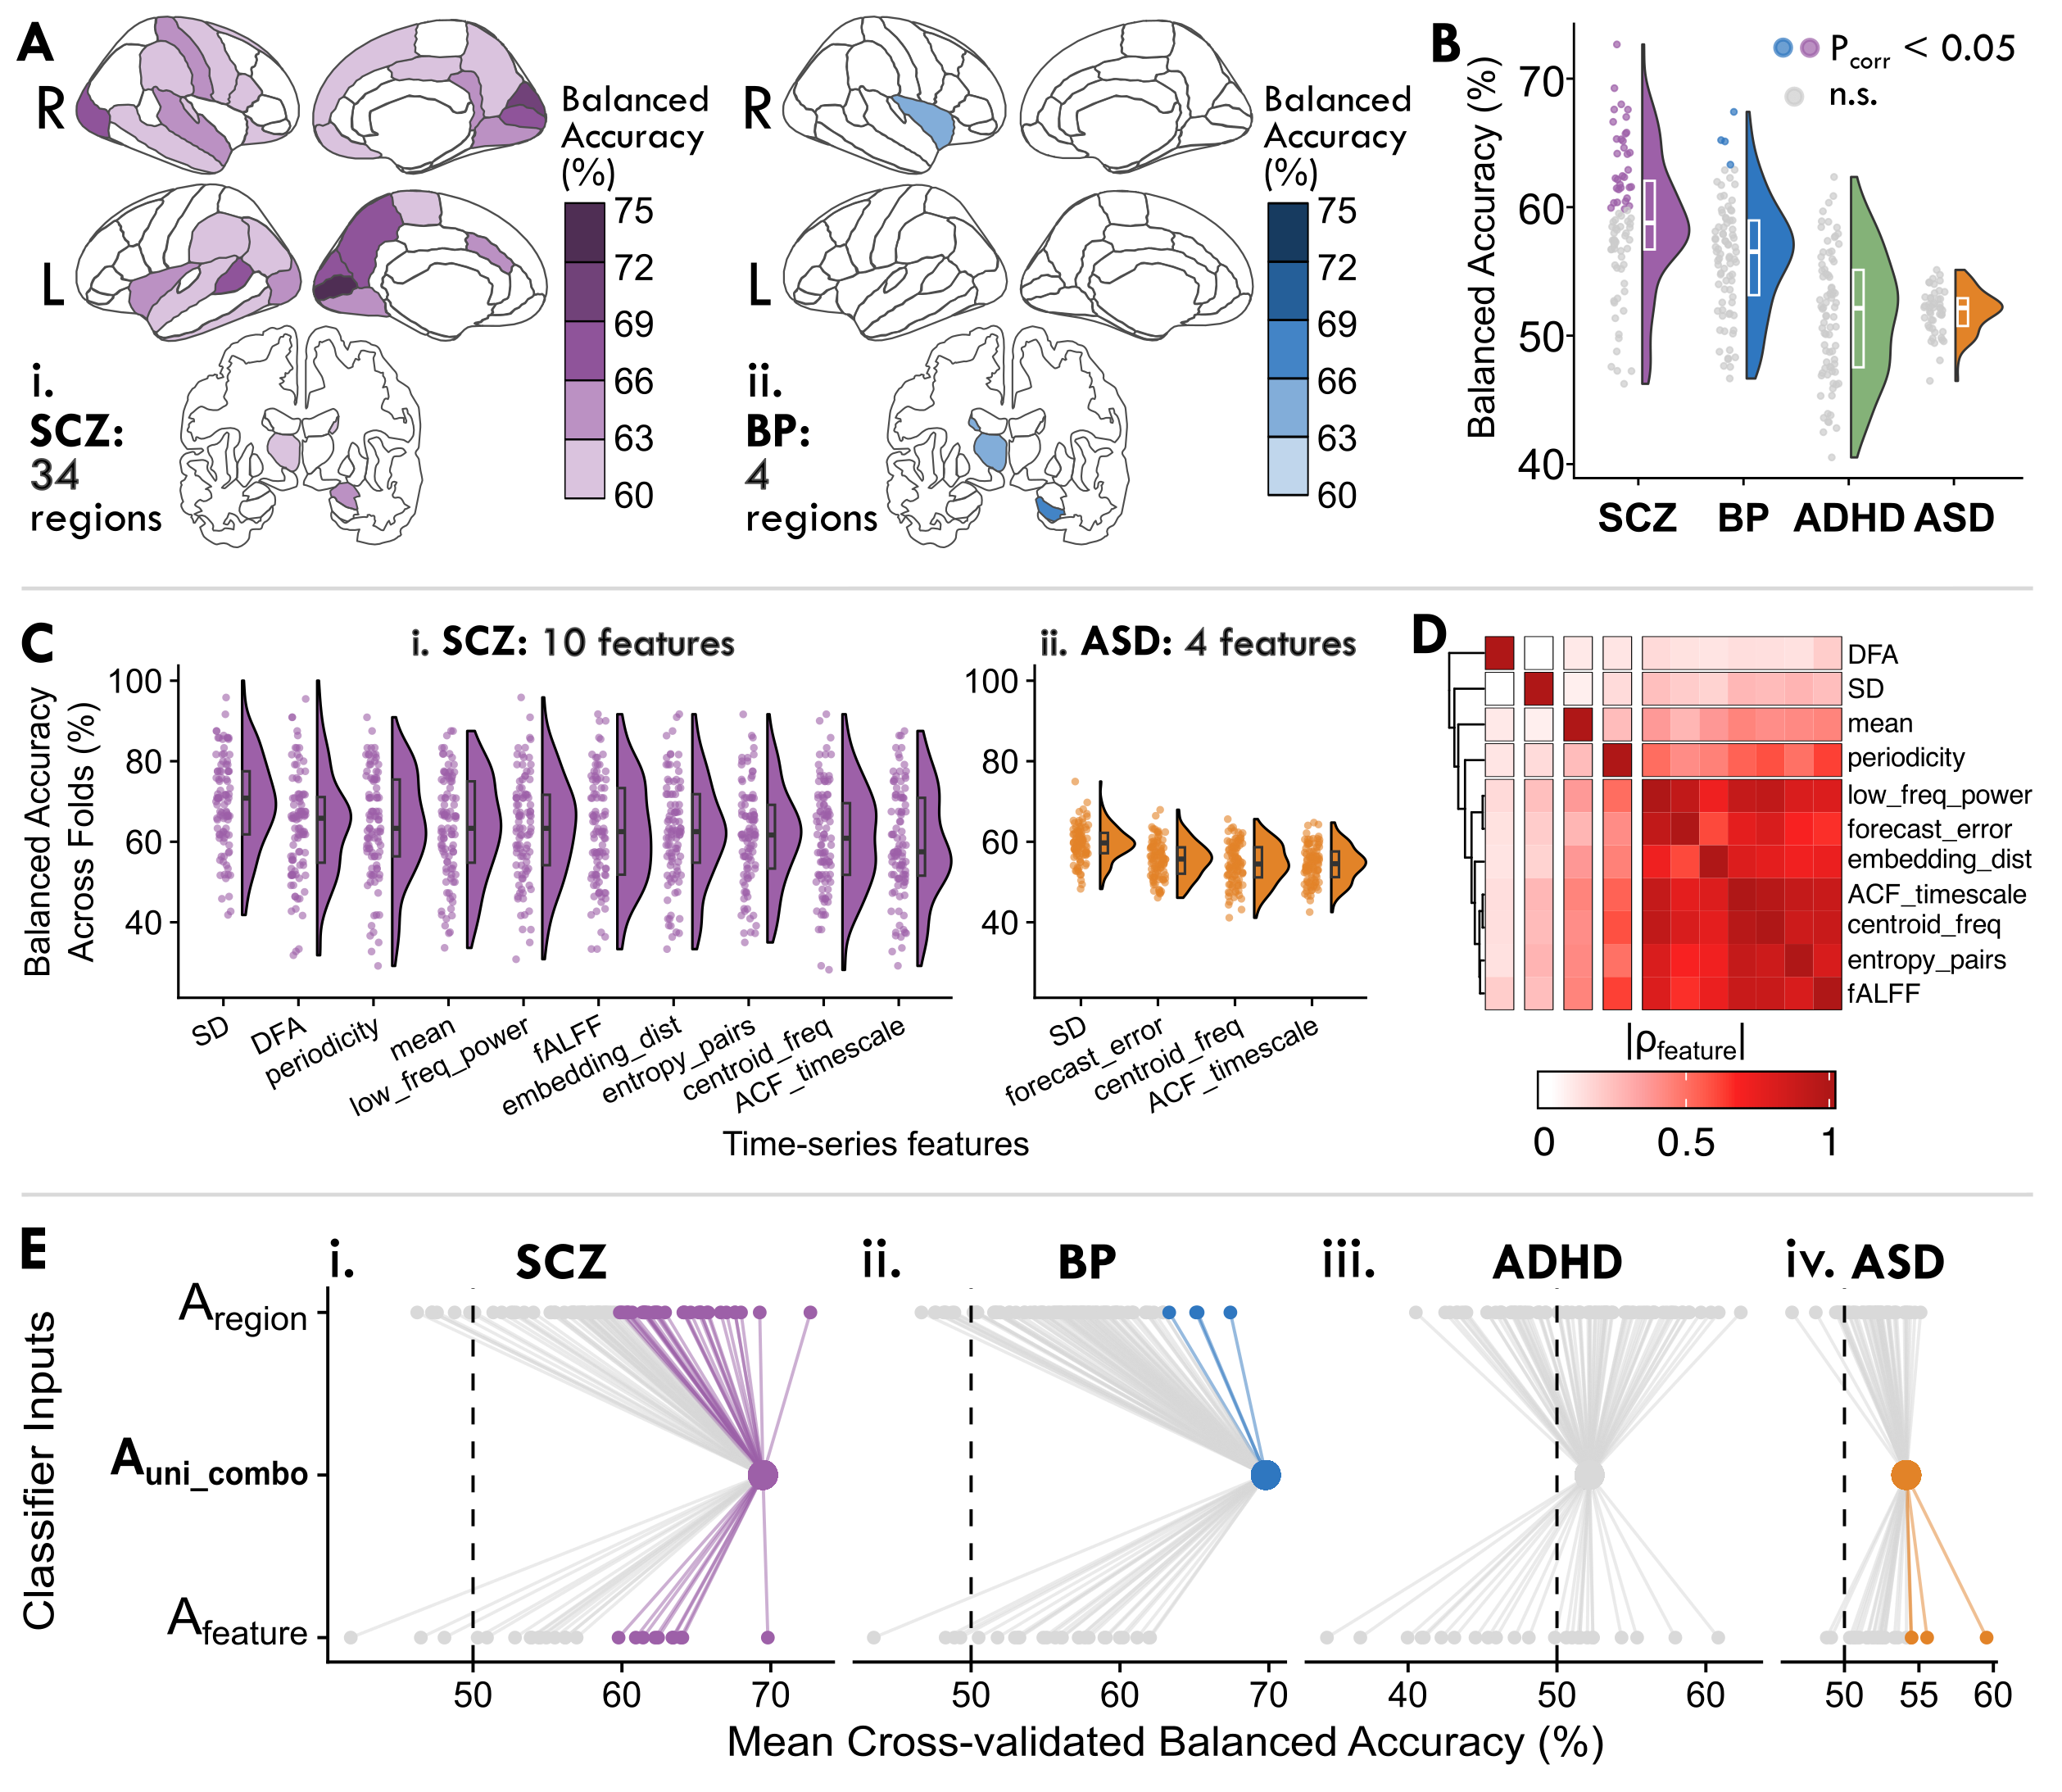 A
R
L
i.
SCZ:
34
regions
Balanced
Accuracy
(%)
75
72
69
66
63
60
R
L
ii.
BP:
4
regions
Balanced
Accuracy
(%)
75
72
69
66
63
60
B
Balanced Accuracy (%)
70
60
50
40
Pcorr < 0.05
n.s.
SCZ
BP
ADHD
ASD
C
i. SCZ: 10 features
Balanced Accuracy
Across Folds (%)
100
80
60
40
SD
DFA
periodicity
mean
low_freq_power
fALFF
embedding_dist
entropy_pairs
centroid_freq
ACF_timescale
ii. ASD: 4 features
100
80
60
40
SD
forecast_error
centroid_freq
ACF_timescale
Time-series features
D
DFA
SD
mean
periodicity
low_freq_power
forecast_error
embedding_dist
ACF_timescale
centroid_freq
entropy_pairs
fALFF
|ρfeature|
0
0.5
1
E
Classifier Inputs
Aregion
Auni_combo
Afeature
i. SCZ
50
60
70
ii. BP
50
60
70
iii. ADHD
40
50
60
iv. ASD
50
55
60
Mean Cross-validated Balanced Accuracy (%)